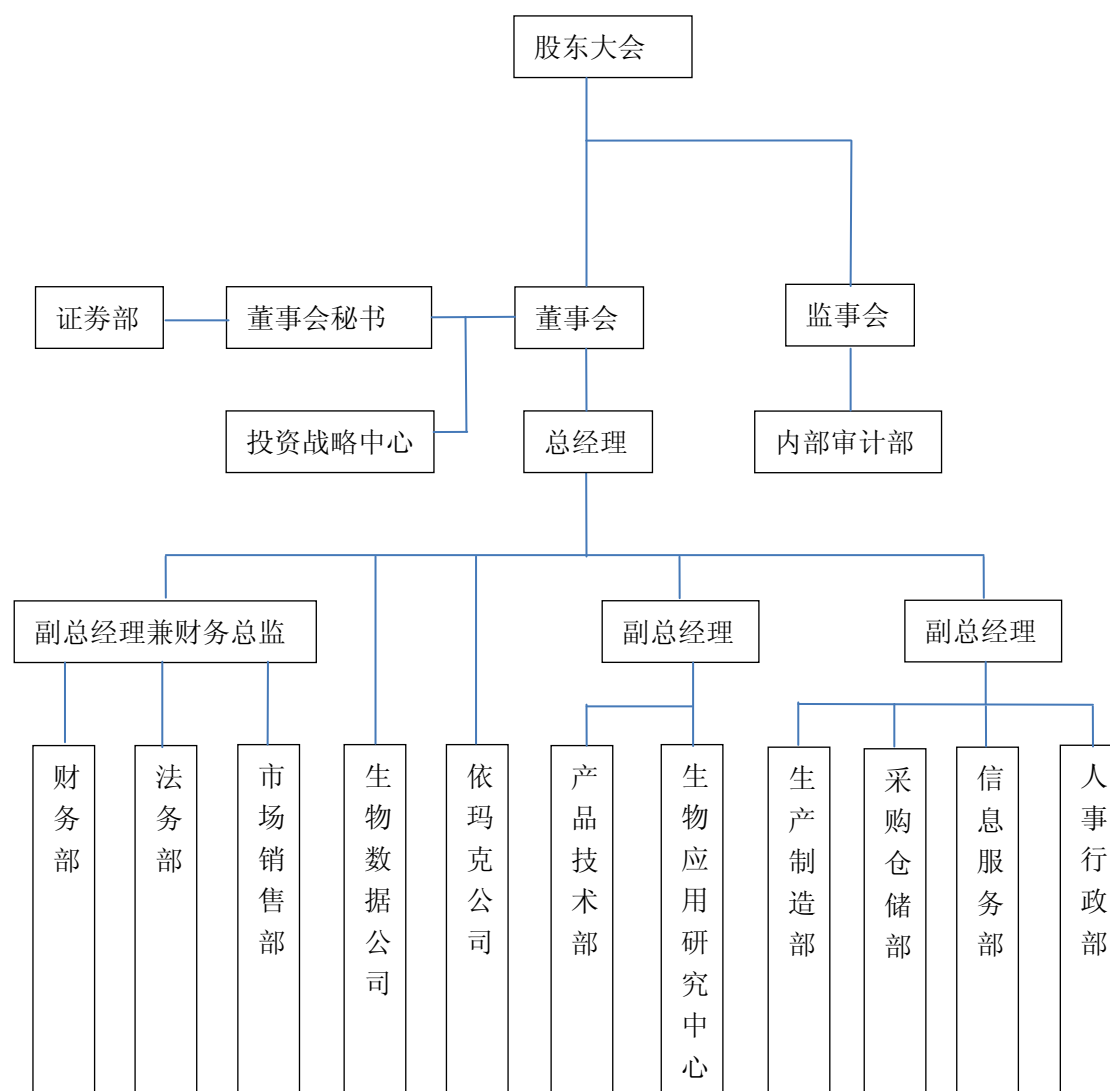 股东大会
证券部
董事会秘书
董事会
监事会
投资战略中心
总经理
内部审计部
副总经理兼财务总监
副总经理
副总经理
财务部
法务部
市场销售部
生物数据公司
依玛克公司
产品技术部
生物应用研究中心
生产制造部
采购仓储部
信息服务部
人事行政部